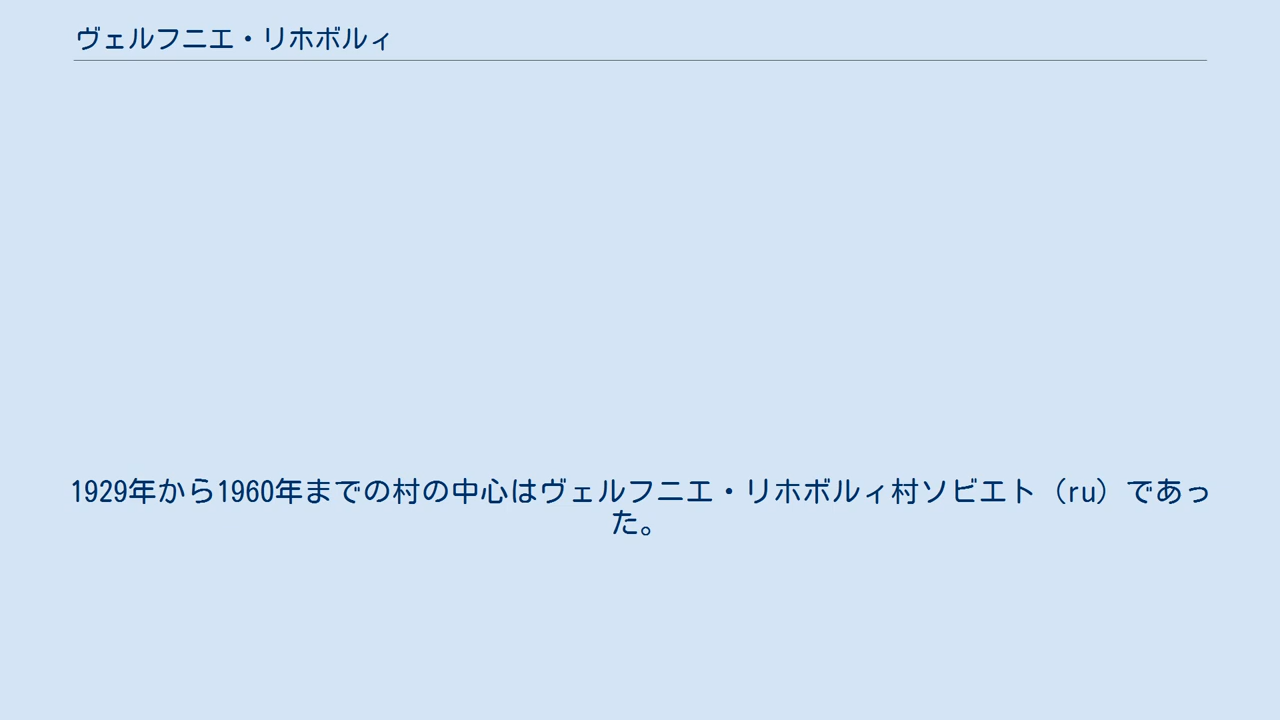 ヴェルフニエ・リホボルィ
1929年から1960年までの村の中心はヴェルフニエ・リホボルィ村ソビエト（ru）であっ
た。